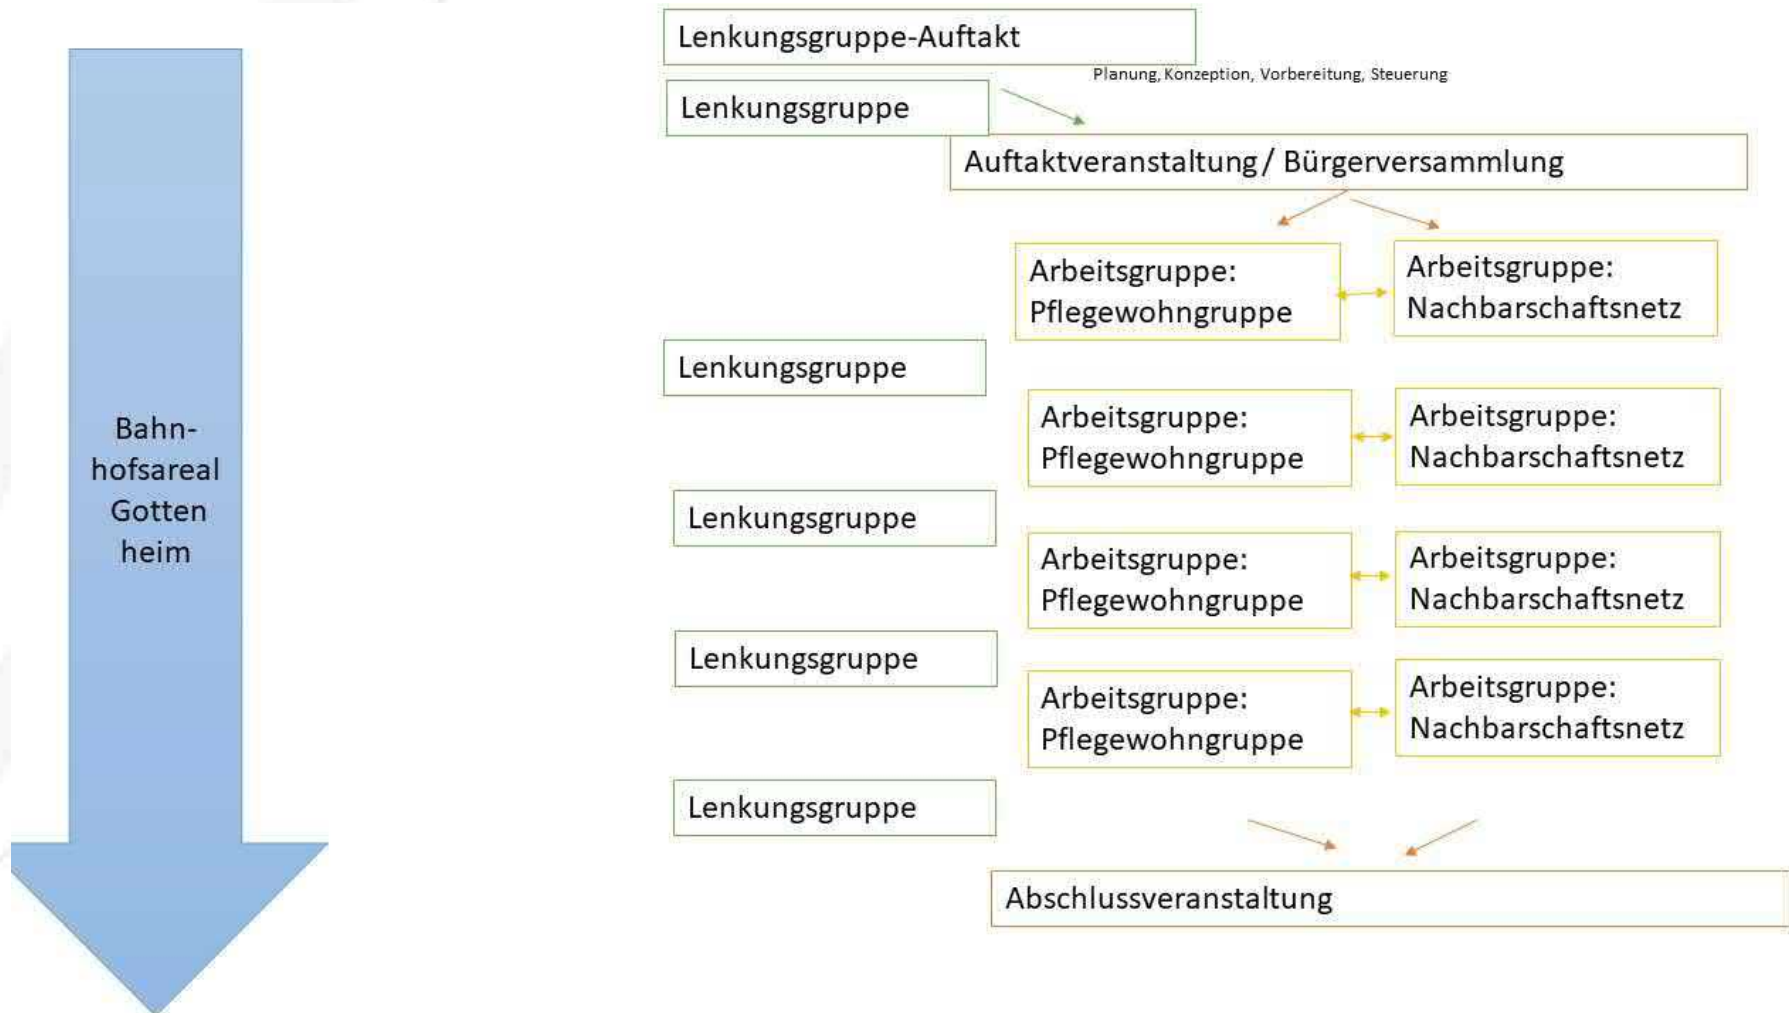 Lenkungsgruppe-Auftakt
Planung, Konzeption, Vorbereitung, Steuerung
Lenkungsgruppe
Auftaktveranstaltung / Bürgerversammlung
Arbeitsgruppe:
Pflegewohngruppe
Arbeitsgruppe:
Nachbarschaftsnetz
Lenkungsgruppe
Arbeitsgruppe:
Pflegewohngruppe
Arbeitsgruppe:
Nachbarschaftsnetz
Lenkungsgruppe
Arbeitsgruppe:
Pflegewohngruppe
Arbeitsgruppe:
Nachbarschaftsnetz
Lenkungsgruppe
Arbeitsgruppe:
Pflegewohngruppe
Arbeitsgruppe:
Nachbarschaftsnetz
Lenkungsgruppe
Abschlussveranstaltung
Bahn-
hofsareal
Gotten
heim